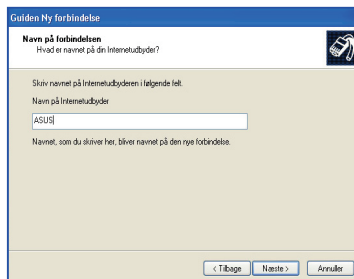 Guiden Ny forbindelse
Navn på forbindelsen
Hvad er navnet på din Internetudbyder?
Skriv navnet på Internetudbyderen i følgende felt.
Navn på Internetudbyder
ASUS
Navnet, som du skriver her, bliver navnet på den nye forbindelse.
< Tilbage Næste > Annuller